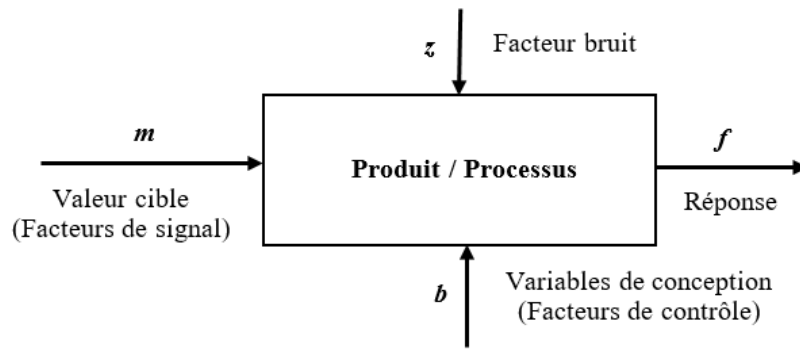 z
Facteur bruit
m
Valeur cible
(Facteurs de signal)
Produit / Processus
f
Réponse
b
Variables de conception
(Facteurs de contrôle)